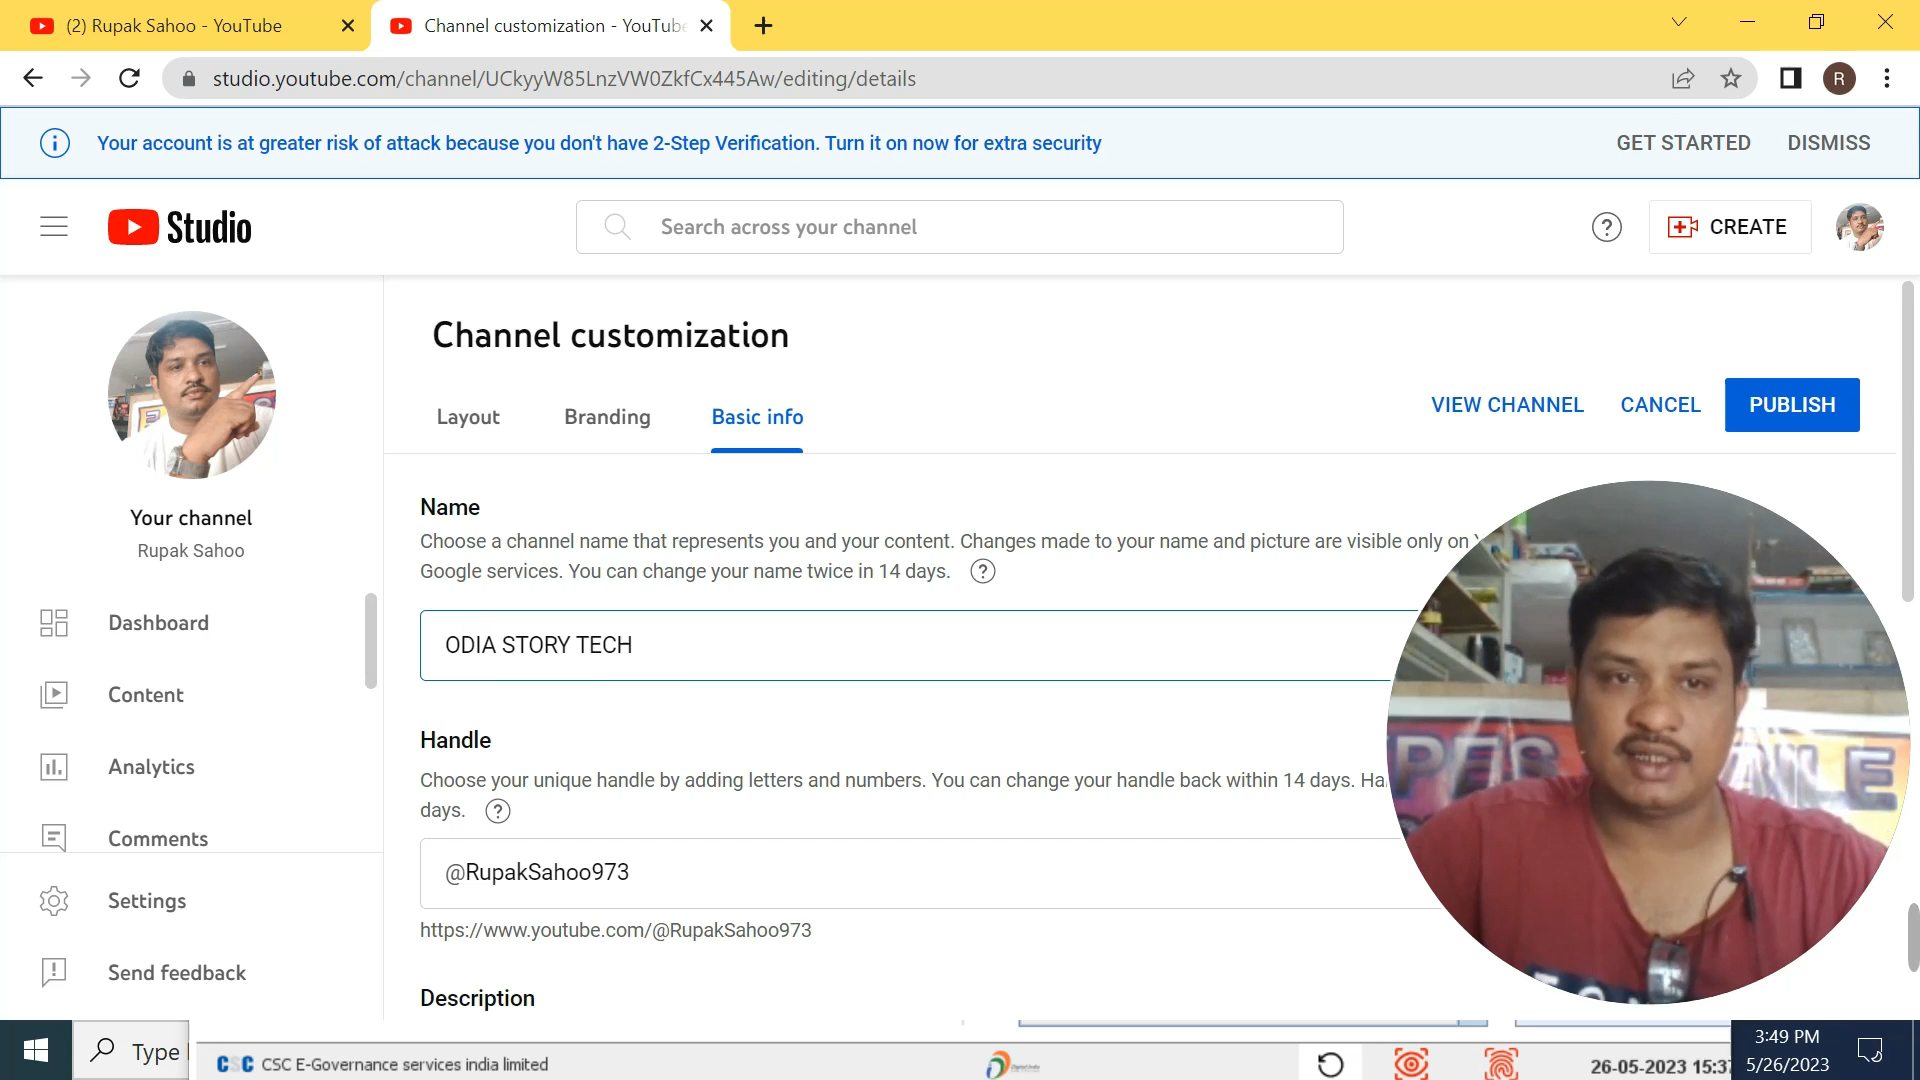 (2) Rupak Sahoo - YouTube
Channel customization - YouTube
studio.youtube.com/channel/UCkyyW85LnzVW0ZkfCx445Aw/editing/details
R
Your account is at greater risk of attack because you don't have 2-Step Verification. Turn it on now for extra security
GET STARTED
DISMISS
Studio
Search across your channel
CREATE
Channel customization
Layout
Branding
Basic info
VIEW CHANNEL
CANCEL
PUBLISH
Your channel
Rupak Sahoo
Dashboard
Content
Analytics
Comments
Settings
Send feedback
Name
Choose a channel name that represents you and your content. Changes made to your name and picture are visible only on
Google services. You can change your name twice in 14 days.
ODIA STORY TECH
Handle
Choose your unique handle by adding letters and numbers. You can change your handle back within 14 days.
days.
@RupakSahoo973
https://www.youtube.com/@RupakSahoo973
Description
Type
CSC CSC E-Governance services india limited
26-05-2023 15:37
3:49 PM
5/26/2023